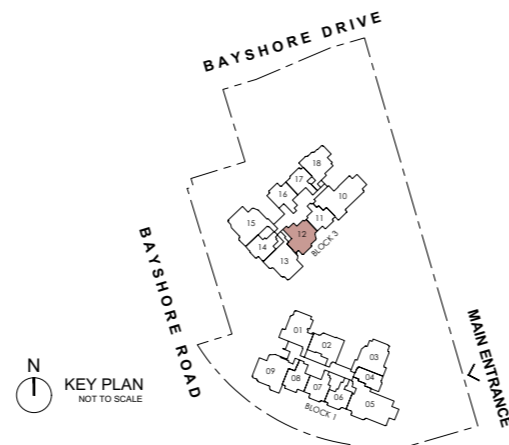 BAYSHORE DRIVE
18
17
16
10
15
11
12
14
13
BLOCK 3
BAYSHORE ROAD
01
02
03
09
08
04
07
06
05
BLOCK 1
MAIN ENTRANCE
N
KEY PLAN
NOT TO SCALE